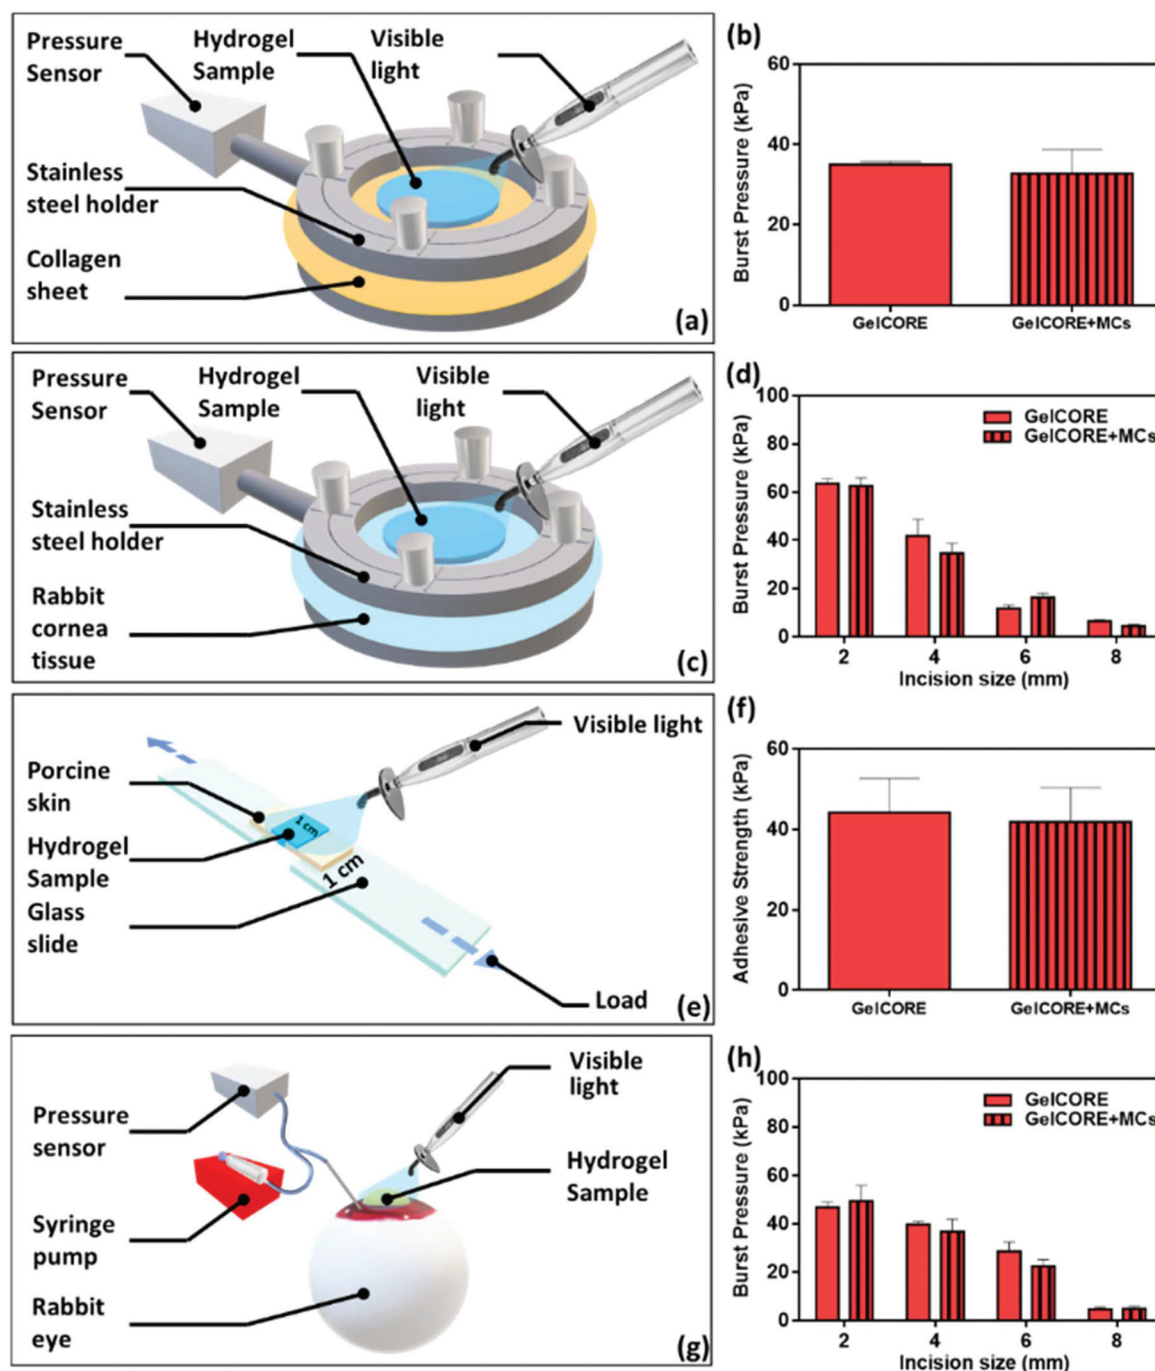 Pressure
Sensor
Hydrogel
Sample
Visible
light
Stainless
steel holder
Collagen
sheet
(a)
(b)
Burst Pressure (kPa)
60
40
20
0
GelCORE
GelCORE+MCs
Pressure
Sensor
Hydrogel
Sample
Visible
light
Stainless
steel holder
Rabbit
cornea
tissue
(c)
(d)
Burst Pressure (kPa)
100
80
60
40
20
0
GelCORE
GelCORE+MCs
2 4 6 8
Incision size (mm)
Visible light
Porcine
skin
1 cm
Hydrogel
Sample
1 cm
Glass
slide
Load
(e)
(f)
Adhesive Strength (kPa)
60
40
20
0
GelCORE
GelCORE+MCs
Visible
light
Pressure
sensor
Hydrogel
Sample
Syringe
pump
Rabbit
eye
(g)
(h)
Burst Pressure (kPa)
100
80
60
40
20
0
GelCORE
GelCORE+MCs
2 4 6 8
Incision size (mm)